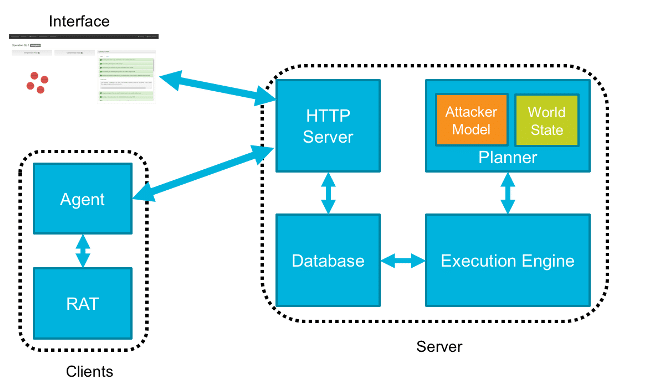 Interface
HTTP
Server
Attacker
Model
World
State
Planner
Agent
Database
Execution Engine
RAT
Server
Clients